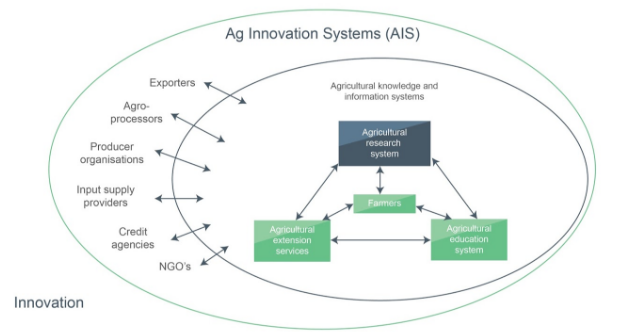 Ag Innovation Systems (AIS)
Exporters
Agro-
processors
Producer
organisations
Input supply
providers
Credit
agencies
NGO's
Agricultural knowledge and
information systems
Agricultural
research
system
Farmers
Agricultural
extension
services
Agricultural
education
system
Innovation